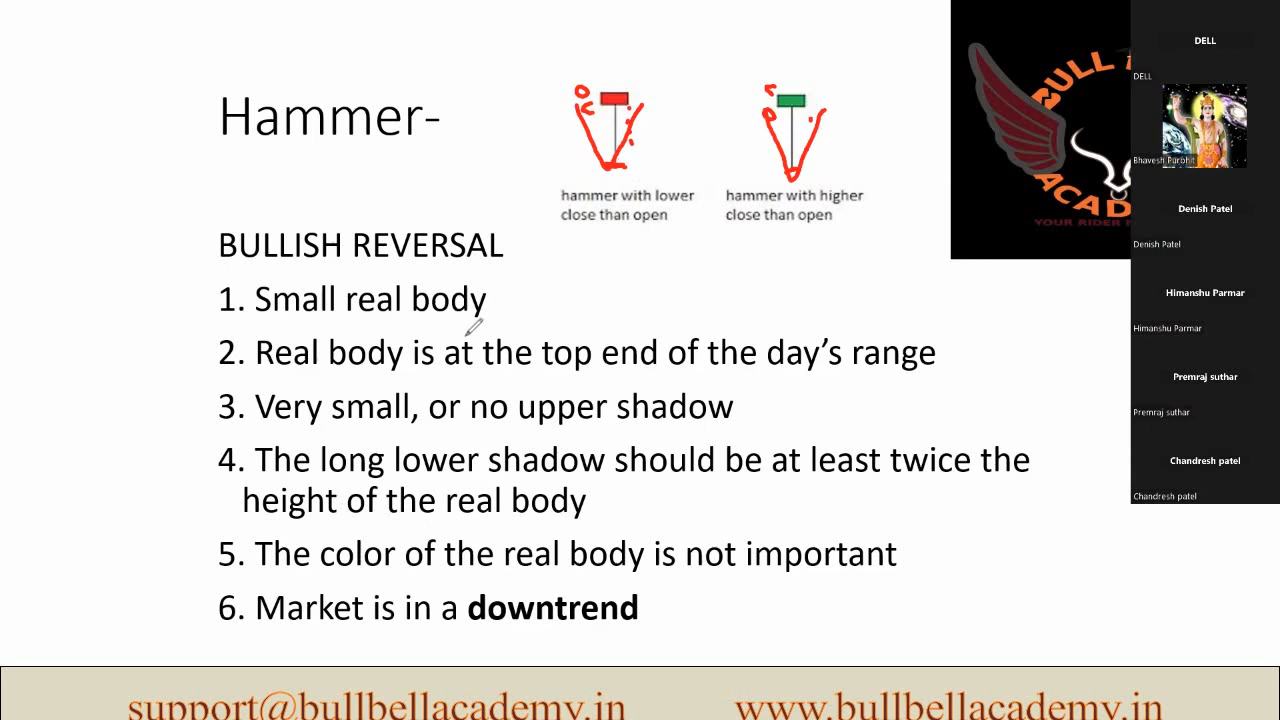 Hammer-
hammer with lower
close than open
hammer with higher
close than open
BULLISH REVERSAL
1. Small real body
2. Real body is at the top end of the day’s range
3. Very small, or no upper shadow
4. The long lower shadow should be at least twice the
height of the real body
5. The color of the real body is not important
6. Market is in a downtrend
support@bullbellacademy.in
www.bullbellacademy.in
BULL
ACAD
YOUR RIDER
DELL
DELL
Bhavesh Purohit
Denish Patel
Denish Patel
Himanshu Parmar
Himanshu Parmar
Premraj suthar
Premraj suthar
Chandresh patel
Chandresh patel